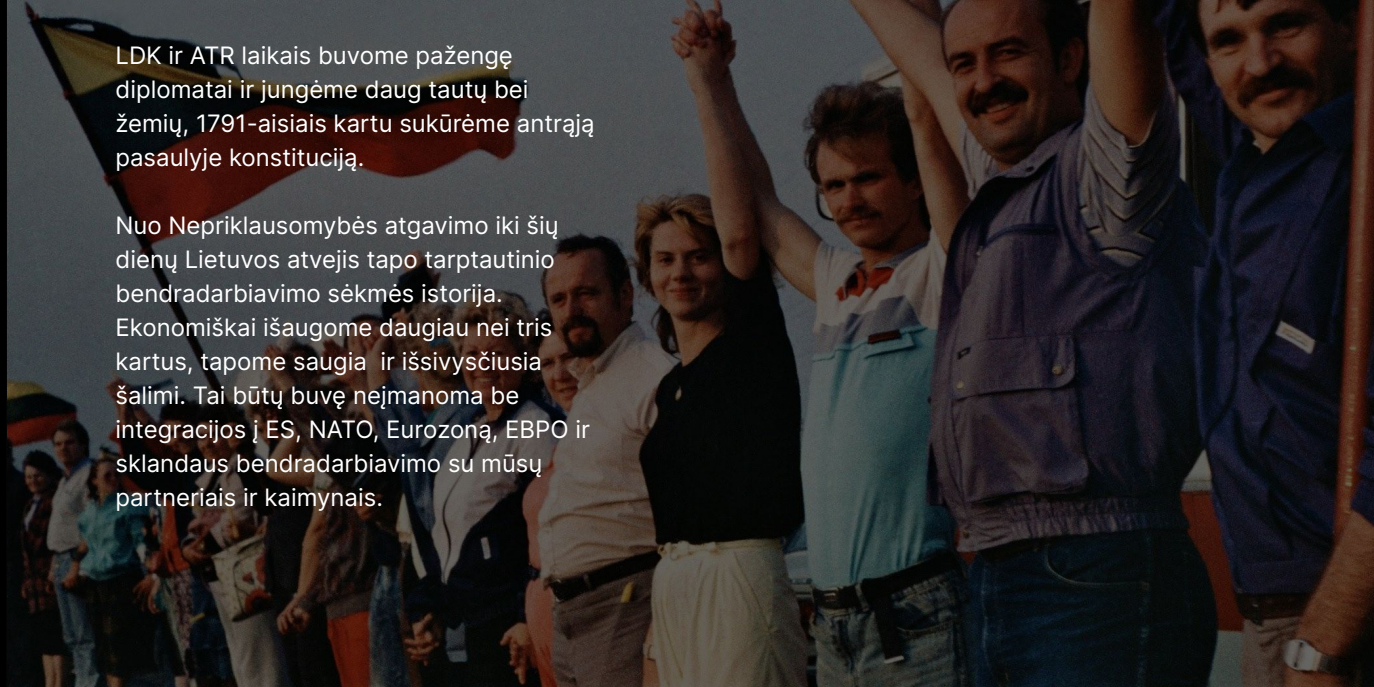 LDK ir ATR laikais buvome pažengę
diplomatai ir jungėme daug tautų bei
žemių, 1791-aisiais kartu sukūrėme antrąją
pasaulyje konstituciją.
Nuo Nepriklausomybės atgavimo iki šių
dienų Lietuvos atvejis tapo tarptautinio
bendradarbiavimo sėkmės istorija.
Ekonomiškai išaugome daugiau nei tris
kartus, tapome saugia  ir išsivysčiusia
šalimi. Tai būtų buvę neįmanoma be
integracijos į ES, NATO, Eurozoną, EBPO ir
sklandaus bendradarbiavimo su mūsų
partneriais ir kaimynais.